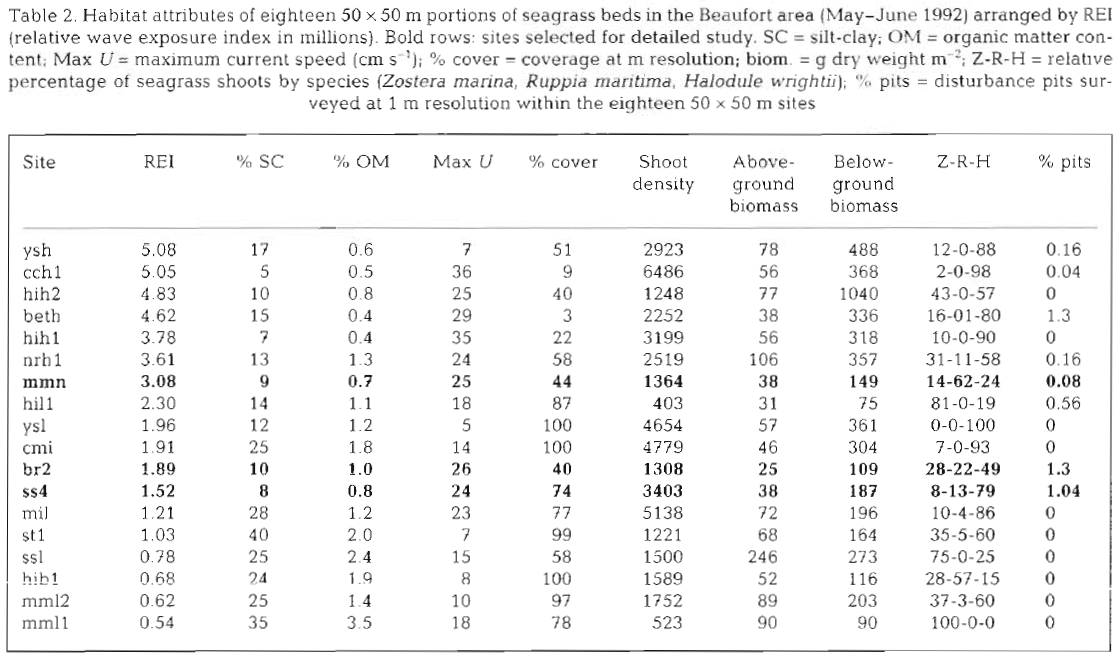 Table 2. Habitat attributes of eighteen 50 × 50 m portions of seagrass beds in the Beaufort area (May–June 1992) arranged by REI
(relative wave exposure index in millions). Bold rows: sites selected for detailed study. SC = silt-clay; OM = organic matter con-
tent; Max U = maximum current speed (cm s⁻¹); % cover = coverage at m resolution; biom. = g dry weight m⁻²; Z-R-H = relative
percentage of seagrass shoots by species (Zostera marina, Ruppia maritima, Halodule wrightii); % pits = disturbance pits sur-
veyed at 1 m resolution within the eighteen 50 × 50 m sites
Site REI % SC % OM Max U % cover Shoot Above- Below- Z-R-H % pits
density ground ground
biomass biomass
ysh 5.08 17 0.6 7 51 2923 78 488 12-0-88 0.16
cch1 5.05 5 0.5 36 9 6486 56 368 2-0-98 0.04
hih2 4.83 10 0.8 25 40 1248 77 1040 43-0-57 0
beth 4.62 15 0.4 29 3 2252 38 336 16-01-80 1.3
hih1 3.78 7 0.4 35 22 3199 56 318 10-0-90 0
nrh1 3.61 13 1.3 24 58 2519 106 357 31-11-58 0.16
mmn 3.08 9 0.7 25 44 1364 38 149 14-62-24 0.08
hil1 2.30 14 1.1 18 87 403 31 75 81-0-19 0.56
ysl 1.96 12 1.2 5 100 4654 57 361 0-0-100 0
cmi 1.91 25 1.8 14 100 4779 46 304 7-0-93 0
br2 1.89 10 1.0 26 40 1308 25 109 28-22-49 1.3
ss4 1.52 8 0.8 24 74 3403 38 187 8-13-79 1.04
mil 1.21 28 1.2 23 77 5138 72 196 10-4-86 0
st1 1.03 40 2.0 7 99 1221 68 164 35-5-60 0
ssl 0.78 25 2.4 15 58 1500 246 273 75-0-25 0
hib1 0.68 24 1.9 8 100 1589 52 116 28-57-15 0
mml2 0.62 25 1.4 10 97 1752 89 203 37-3-60 0
mml1 0.54 35 3.5 18 78 523 90 90 100-0-0 0